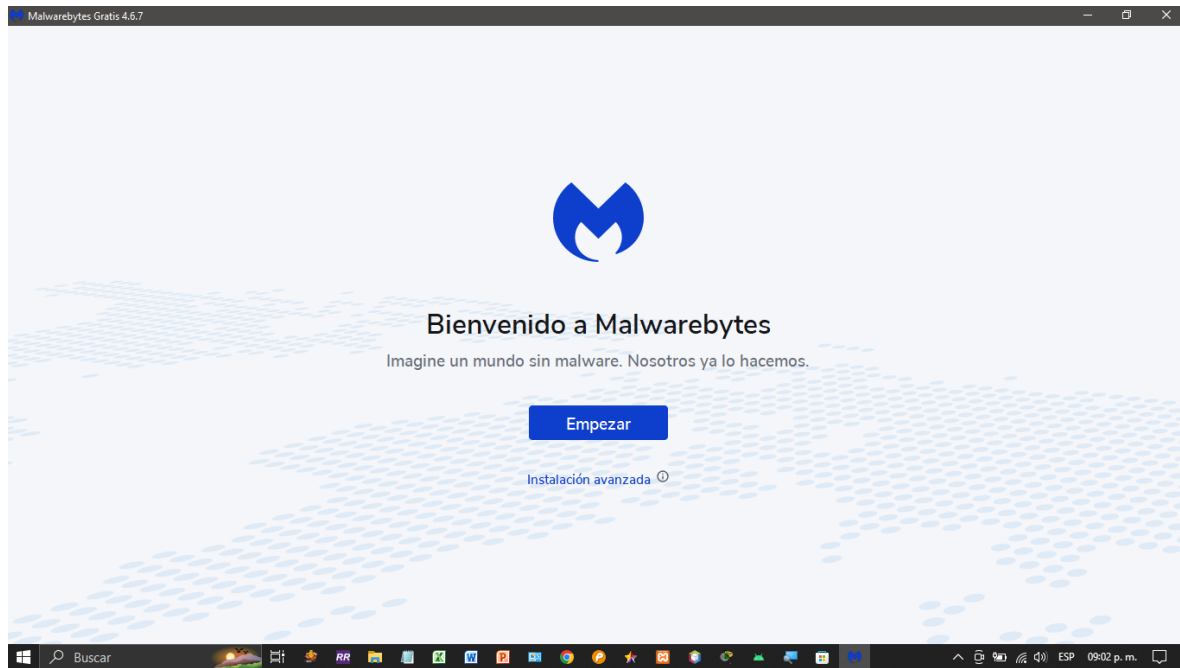 Malwarebytes Gratis 4.6.7
Bienvenido a Malwarebytes
Imagine un mundo sin malware. Nosotros ya lo hacemos.
Empezar
Instalación avanzada
Buscar
RR
ESP 09:02 p. m.